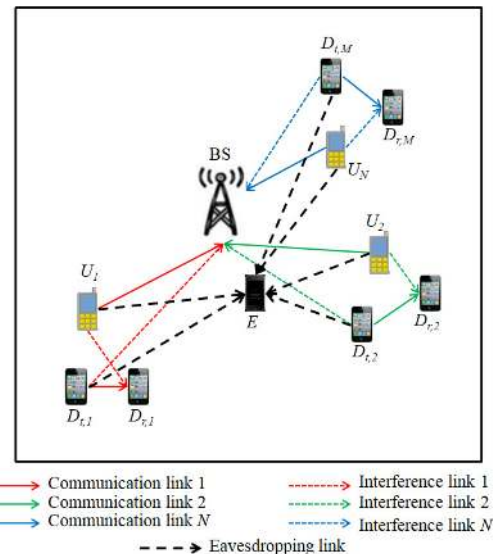 D_{t,M}
D_{r,M}
BS
U_N
U_1
U_2
E
D_{r,2}
D_{t,2}
D_{t,1} D_{r,1}
Communication link 1 Interference link 1
Communication link 2 Interference link 2
Communication link N Interference link N
Eavesdropping link